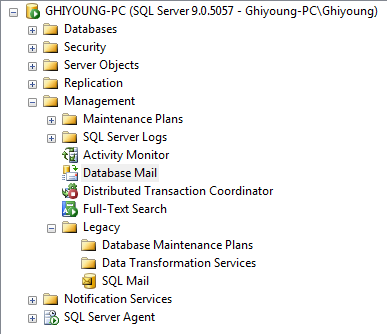 GHIYOUNG-PC (SQL Server 9.0.5057 - Ghiyoung-PC\Ghiyoung)
Databases
Security
Server Objects
Replication
Management
Maintenance Plans
SQL Server Logs
Activity Monitor
Database Mail
Distributed Transaction Coordinator
Full-Text Search
Legacy
Database Maintenance Plans
Data Transformation Services
SQL Mail
Notification Services
SQL Server Agent